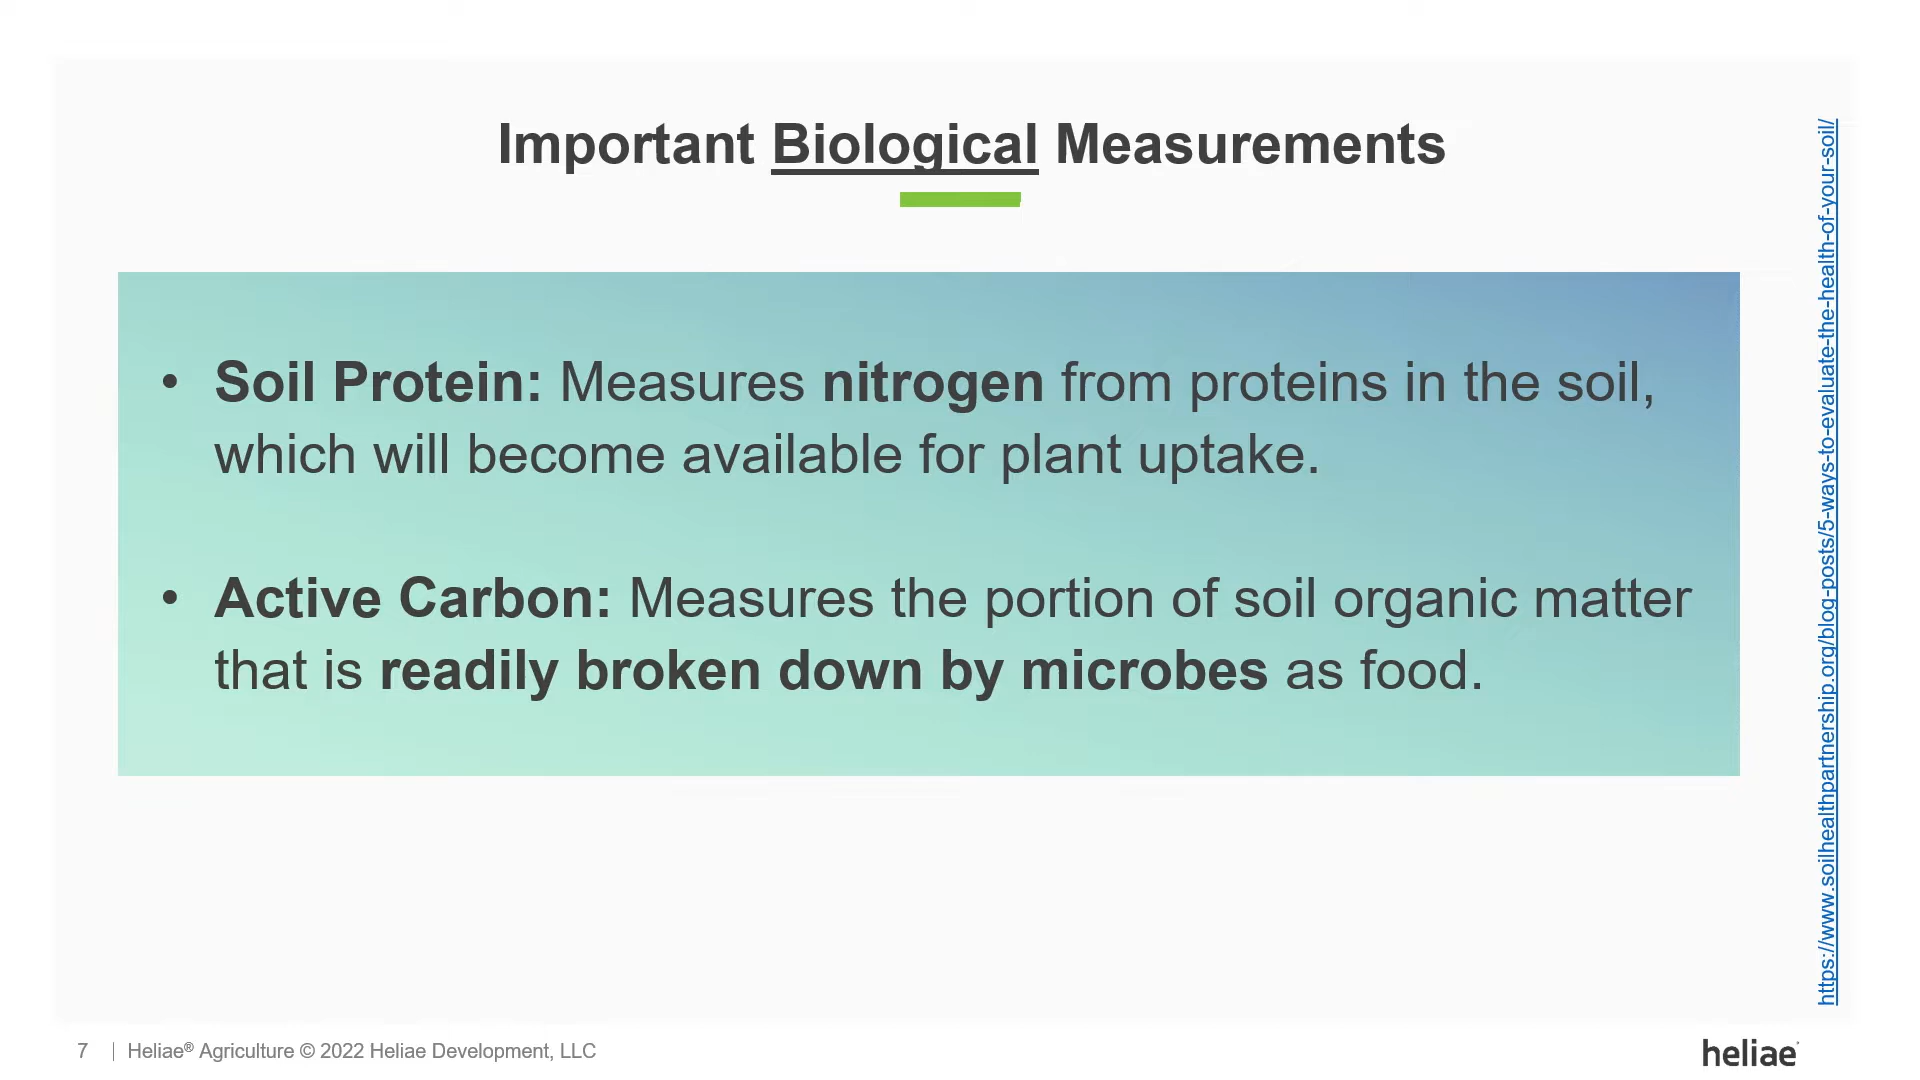 Important Biological Measurements
• Soil Protein: Measures nitrogen from proteins in the soil,
which will become available for plant uptake.
• Active Carbon: Measures the portion of soil organic matter
that is readily broken down by microbes as food.
https://www.soilhealthpartnership.org/blog-posts/5-ways-to-evaluate-the-health-of-your-soil/
7 | Heliae® Agriculture © 2022 Heliae Development, LLC
heliae